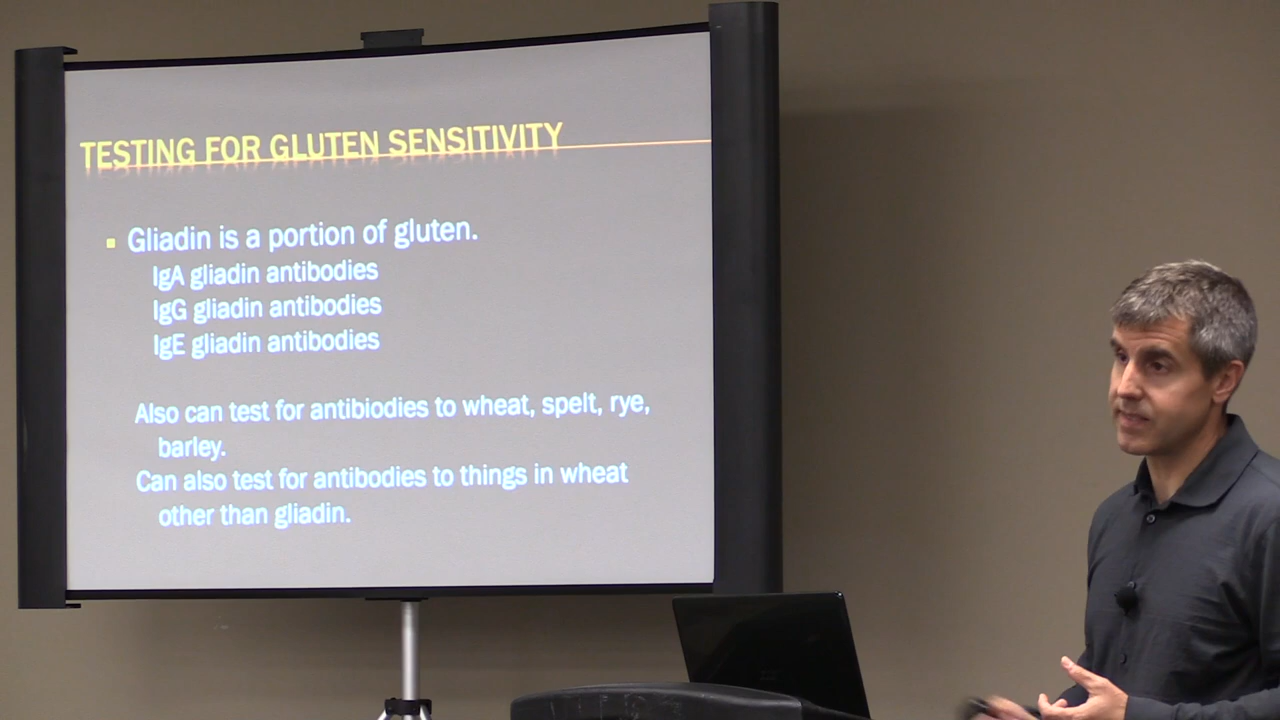 TESTING FOR GLUTEN SENSITIVITY
Gliadin is a portion of gluten.
IgA gliadin antibodies
IgG gliadin antibodies
IgE gliadin antibodies
Also can test for antibiodies to wheat, spelt, rye,
barley.
Can also test for antibodies to things in wheat
other than gliadin.